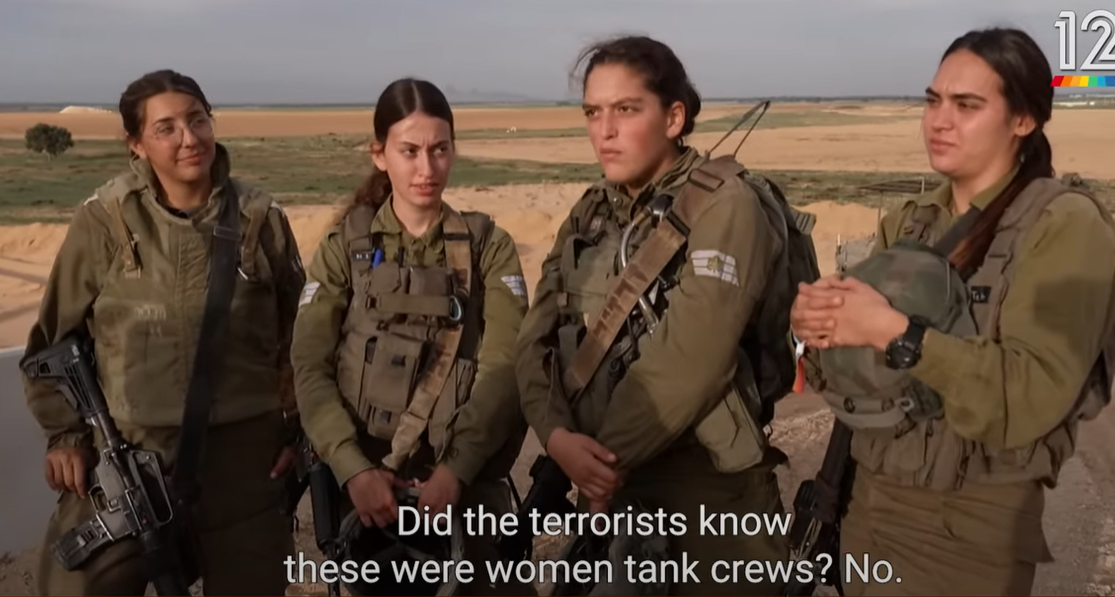 12
Did the terrorists know
these were women tank crews? No.